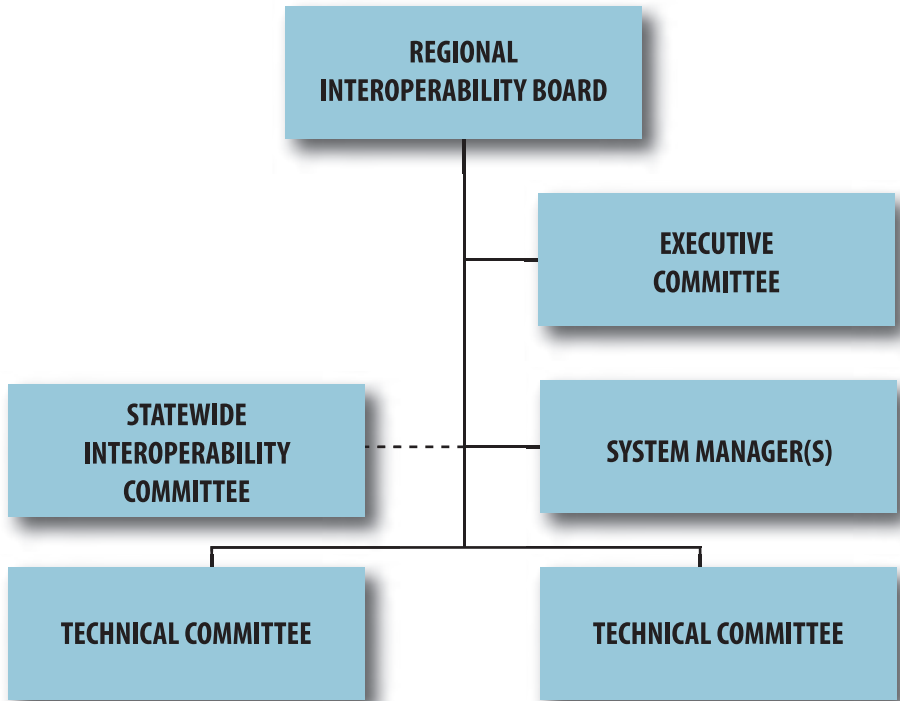 REGIONAL
INTEROPERABILITY BOARD
EXECUTIVE
COMMITTEE
STATEWIDE
INTEROPERABILITY
COMMITTEE
SYSTEM MANAGER(S)
TECHNICAL COMMITTEE
TECHNICAL COMMITTEE